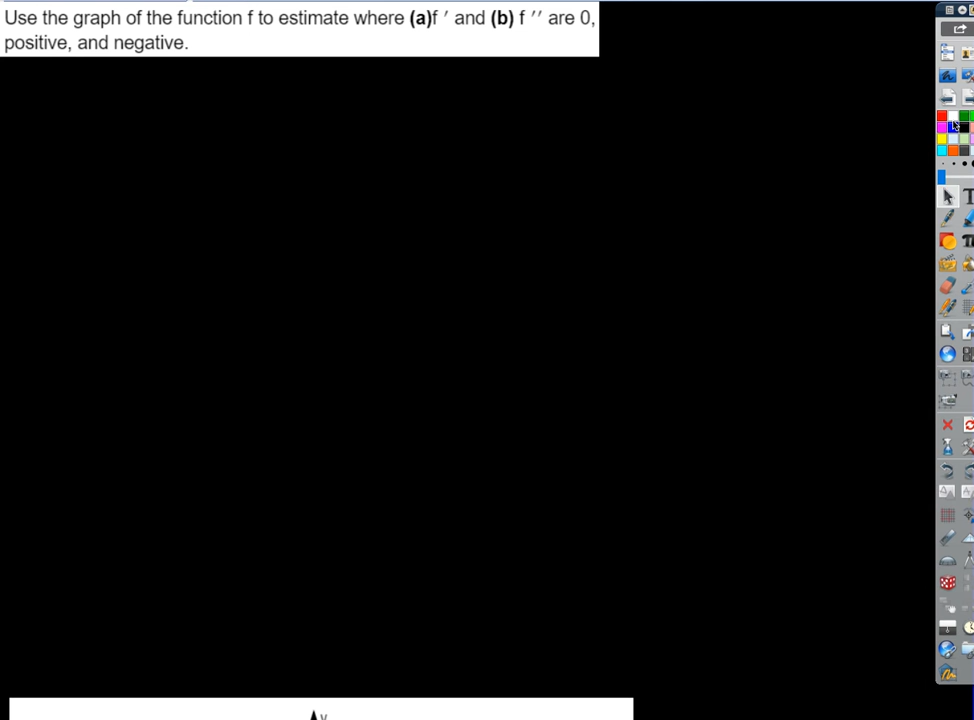 Use the graph of the function f to estimate where (a)f ′ and (b) f ′′ are 0,
positive, and negative.
y